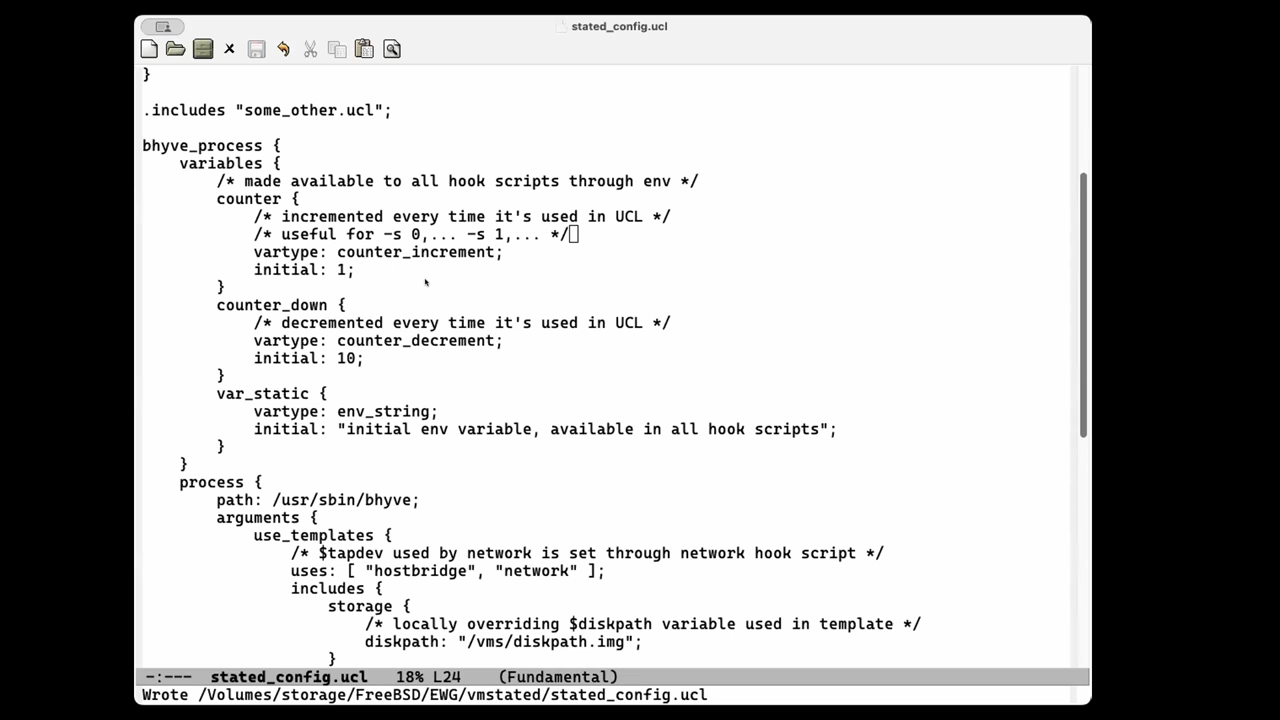 stated_config.ucl
}
.includes "some_other.ucl";
bhyve_process {
variables {
/* made available to all hook scripts through env */
counter {
/* incremented every time it's used in UCL */
/* useful for -s 0,... -s 1,... */
vartype: counter_increment;
initial: 1;
}
counter_down {
/* decremented every time it's used in UCL */
vartype: counter_decrement;
initial: 10;
}
var_static {
vartype: env_string;
initial: "initial env variable, available in all hook scripts";
}
}
process {
path: /usr/sbin/bhyve;
arguments {
use_templates {
/* $tapdev used by network is set through network hook script */
uses: [ "hostbridge", "network" ];
includes {
storage {
/* locally overriding $diskpath variable used in template */
diskpath: "/vms/diskpath.img";
}
-:--- stated_config.ucl 18% L24 (Fundamental)
Wrote /Volumes/storage/FreeBSD/EWG/vmstated/stated_config.ucl